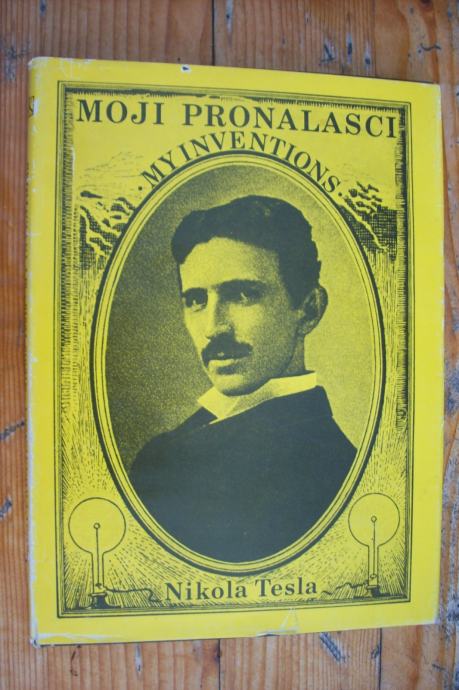 MOJI PRONALASCI
·MY INVENTIONS·
Nikola Tesla